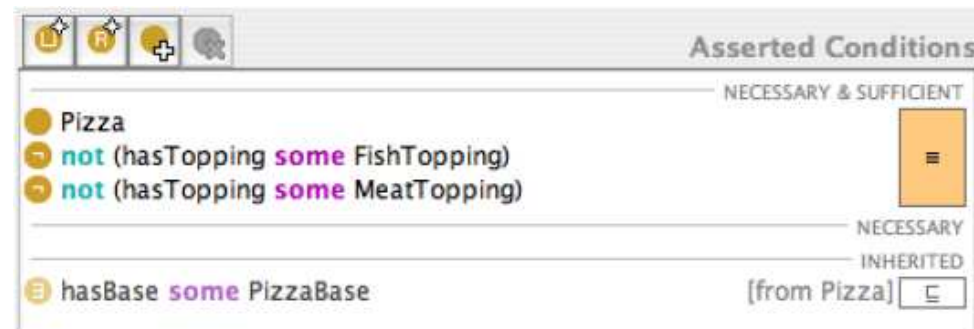 Asserted Conditions
NECESSARY & SUFFICIENT
Pizza
¬ not (hasTopping some FishTopping)
¬ not (hasTopping some MeatTopping)
≡
NECESSARY
INHERITED
∃ hasBase some PizzaBase [from Pizza] ⊑